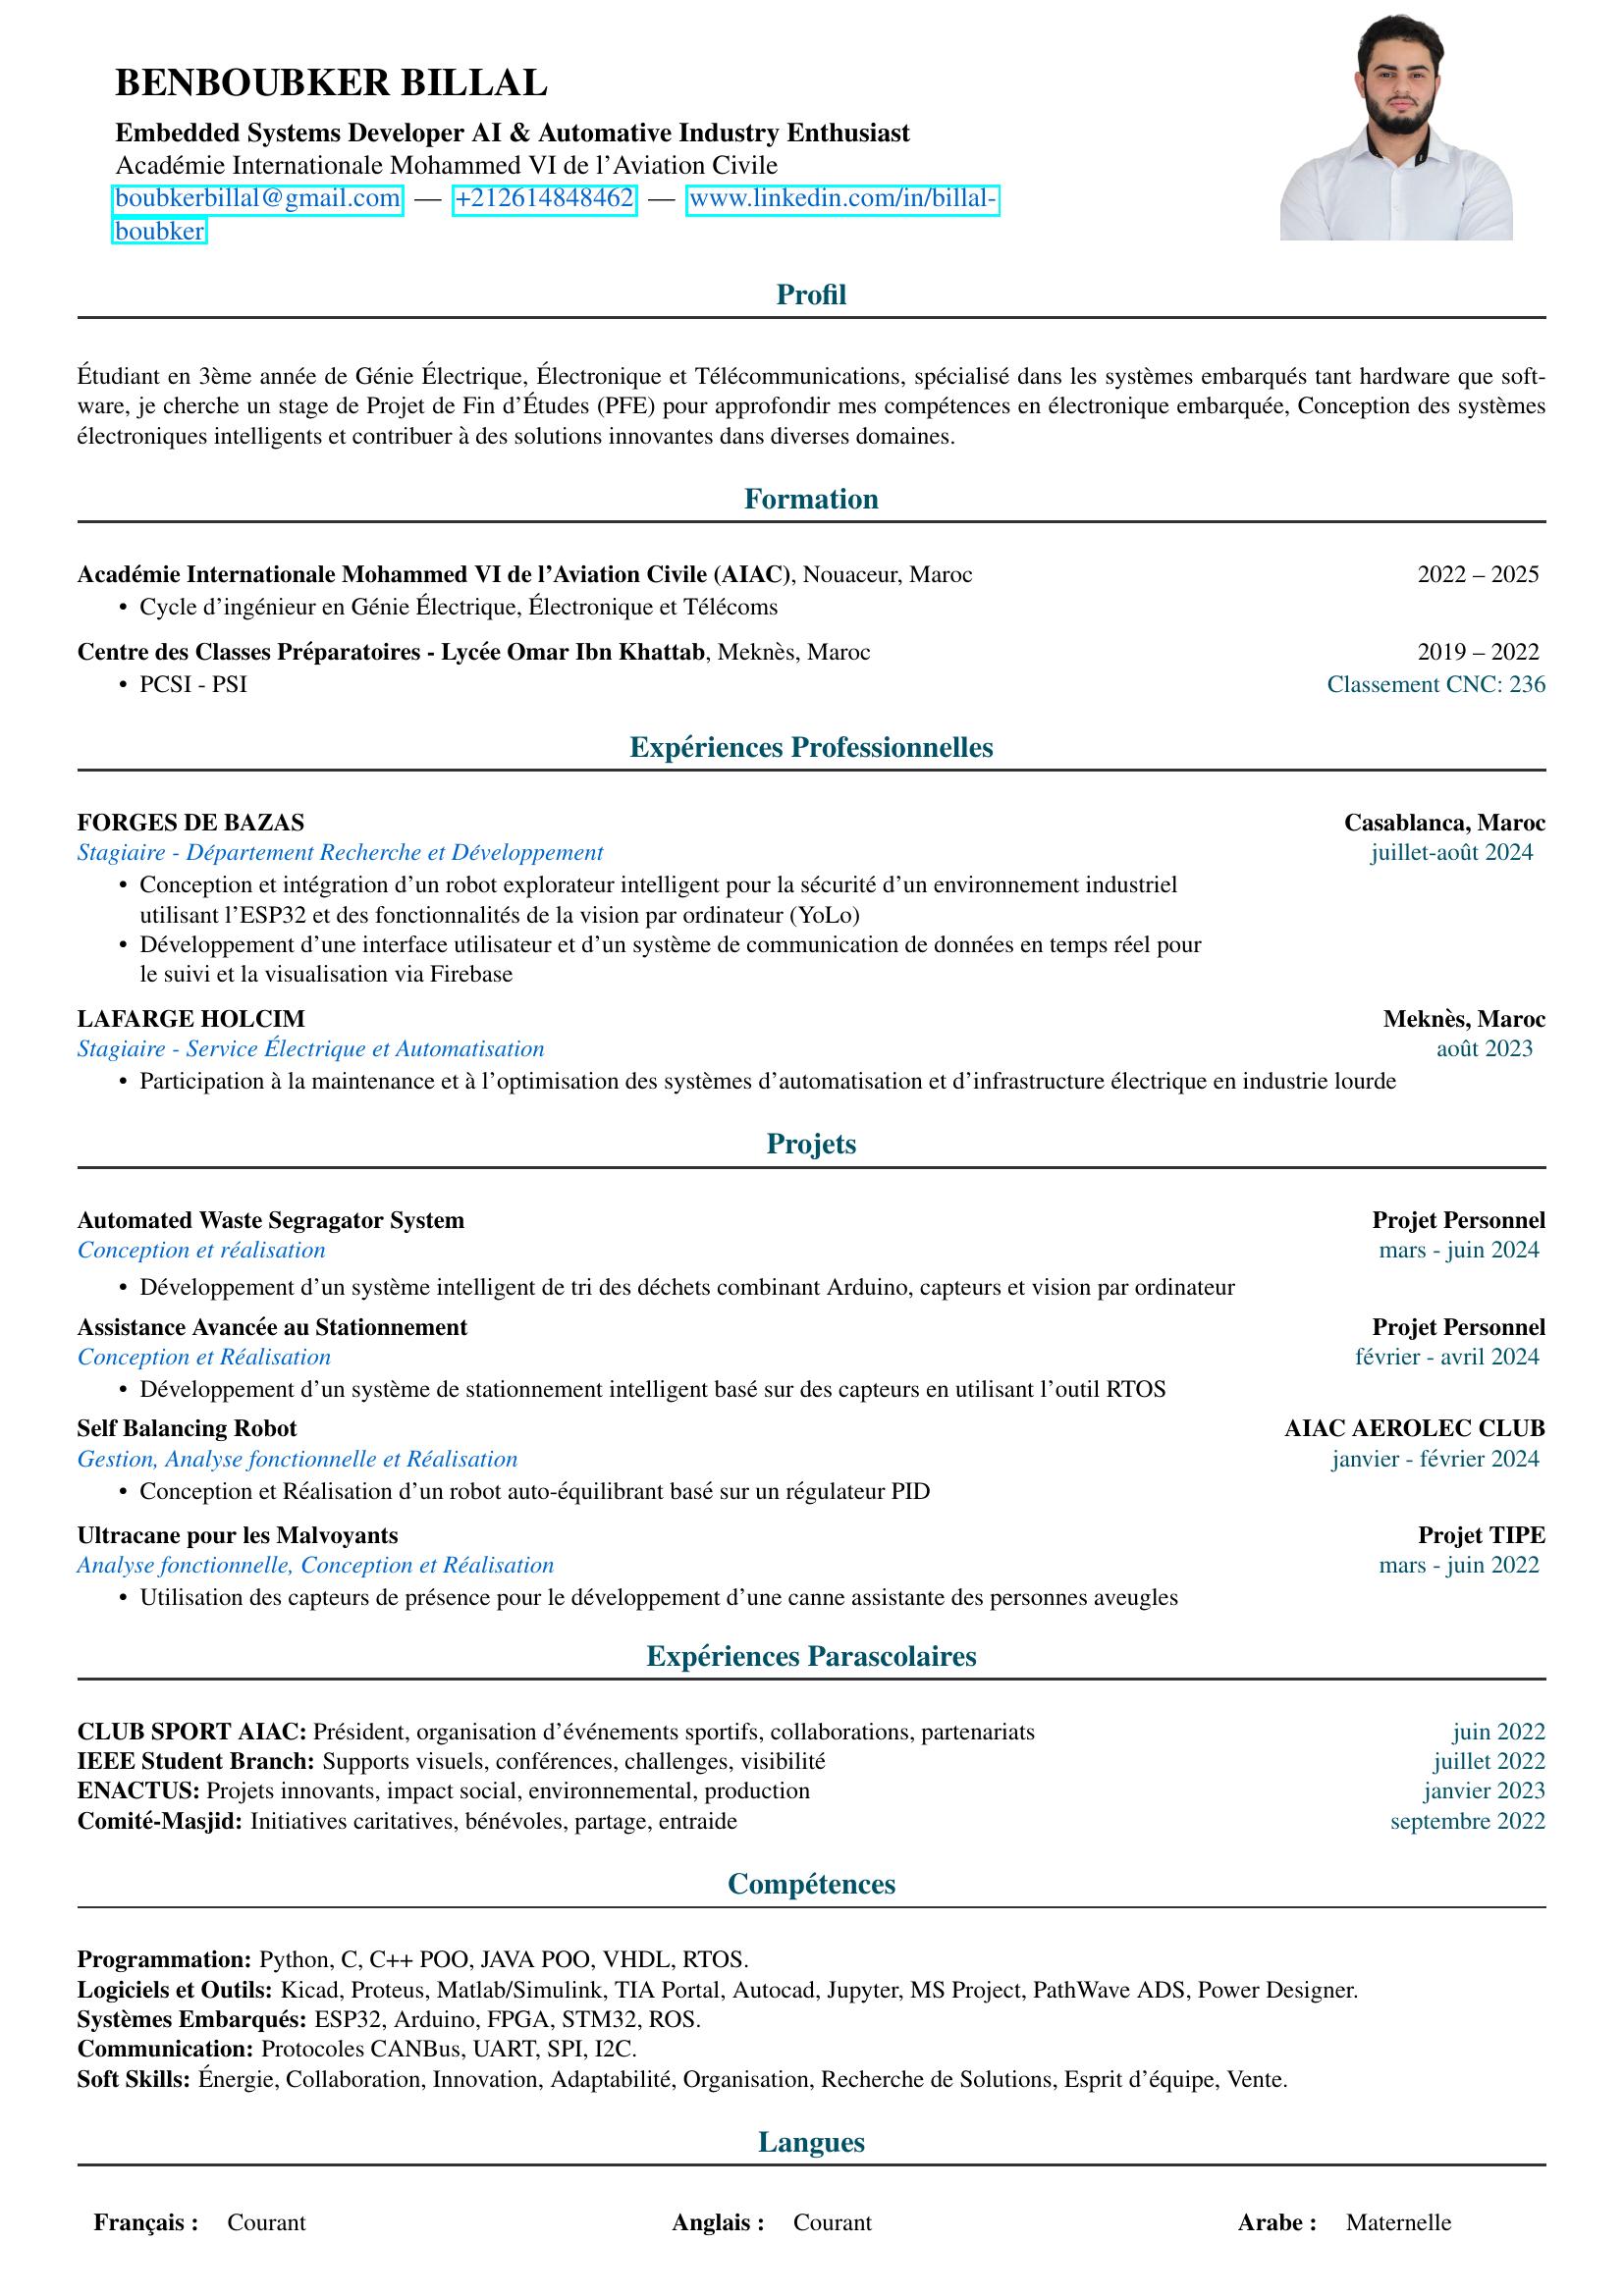 BENBOUBKER BILLAL
Embedded Systems Developer AI & Automative Industry Enthusiast
Académie Internationale Mohammed VI de l'Aviation Civile
boubkerbillal@gmail.com — +212614848462 — www.linkedin.com/in/billal-
boubker
Profil
Étudiant en 3ème année de Génie Électrique, Électronique et Télécommunications, spécialisé dans les systèmes embarqués tant hardware que soft-
ware, je cherche un stage de Projet de Fin d'Études (PFE) pour approfondir mes compétences en électronique embarquée, Conception des systèmes
électroniques intelligents et contribuer à des solutions innovantes dans diverses domaines.
Formation
Académie Internationale Mohammed VI de l'Aviation Civile (AIAC), Nouaceur, Maroc 2022 – 2025
• Cycle d'ingénieur en Génie Électrique, Électronique et Télécoms
Centre des Classes Préparatoires - Lycée Omar Ibn Khattab, Meknès, Maroc 2019 – 2022
• PCSI - PSI Classement CNC: 236
Expériences Professionnelles
FORGES DE BAZAS Casablanca, Maroc
Stagiaire - Département Recherche et Développement juillet-août 2024
• Conception et intégration d'un robot explorateur intelligent pour la sécurité d'un environnement industriel
utilisant l'ESP32 et des fonctionnalités de la vision par ordinateur (YoLo)
• Développement d'une interface utilisateur et d'un système de communication de données en temps réel pour
le suivi et la visualisation via Firebase
LAFARGE HOLCIM Meknès, Maroc
Stagiaire - Service Électrique et Automatisation août 2023
• Participation à la maintenance et à l'optimisation des systèmes d'automatisation et d'infrastructure électrique en industrie lourde
Projets
Automated Waste Segragator System Projet Personnel
Conception et réalisation mars - juin 2024
• Développement d'un système intelligent de tri des déchets combinant Arduino, capteurs et vision par ordinateur
Assistance Avancée au Stationnement Projet Personnel
Conception et Réalisation février - avril 2024
• Développement d'un système de stationnement intelligent basé sur des capteurs en utilisant l'outil RTOS
Self Balancing Robot AIAC AEROLEC CLUB
Gestion, Analyse fonctionnelle et Réalisation janvier - février 2024
• Conception et Réalisation d'un robot auto-équilibrant basé sur un régulateur PID
Ultracane pour les Malvoyants Projet TIPE
Analyse fonctionnelle, Conception et Réalisation mars - juin 2022
• Utilisation des capteurs de présence pour le développement d'une canne assistante des personnes aveugles
Expériences Parascolaires
CLUB SPORT AIAC: Président, organisation d'événements sportifs, collaborations, partenariats juin 2022
IEEE Student Branch: Supports visuels, conférences, challenges, visibilité juillet 2022
ENACTUS: Projets innovants, impact social, environnemental, production janvier 2023
Comité-Masjid: Initiatives caritatives, bénévoles, partage, entraide septembre 2022
Compétences
Programmation: Python, C, C++ POO, JAVA POO, VHDL, RTOS.
Logiciels et Outils: Kicad, Proteus, Matlab/Simulink, TIA Portal, Autocad, Jupyter, MS Project, PathWave ADS, Power Designer.
Systèmes Embarqués: ESP32, Arduino, FPGA, STM32, ROS.
Communication: Protocoles CANBus, UART, SPI, I2C.
Soft Skills: Énergie, Collaboration, Innovation, Adaptabilité, Organisation, Recherche de Solutions, Esprit d'équipe, Vente.
Langues
Français : Courant Anglais : Courant Arabe : Maternelle